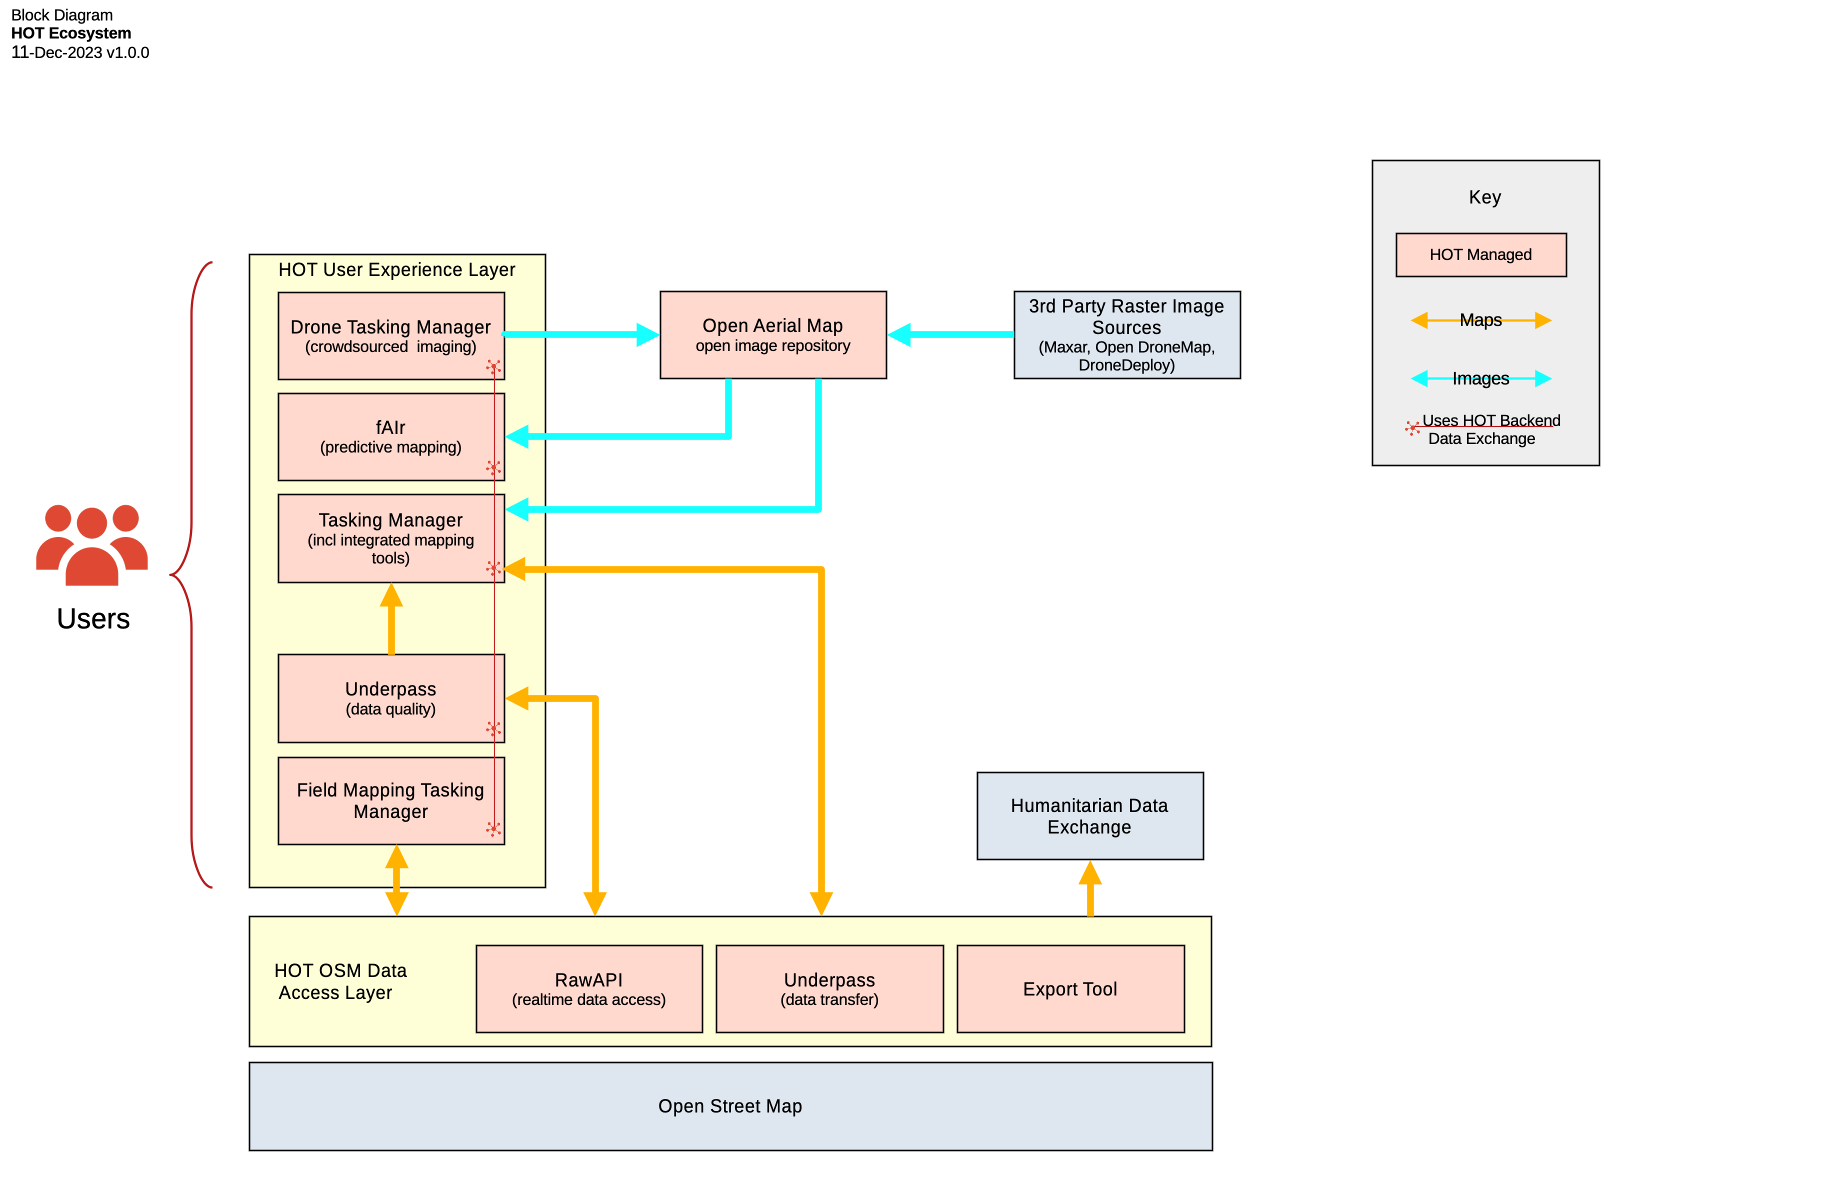 Block Diagram
HOT Ecosystem
11-Dec-2023 v1.0.0
Key
HOT Managed
Maps
Images
Uses HOT Backend
Data Exchange
HOT User Experience Layer
Drone Tasking Manager
(crowdsourced  imaging)
Open Aerial Map
open image repository
3rd Party Raster Image
Sources
(Maxar, Open DroneMap,
DroneDeploy)
fAIr
(predictive mapping)
Tasking Manager
(incl integrated mapping
tools)
Users
Underpass
(data quality)
Field Mapping Tasking
Manager
Humanitarian Data
Exchange
HOT OSM Data
Access Layer
RawAPI
(realtime data access)
Underpass
(data transfer)
Export Tool
Open Street Map